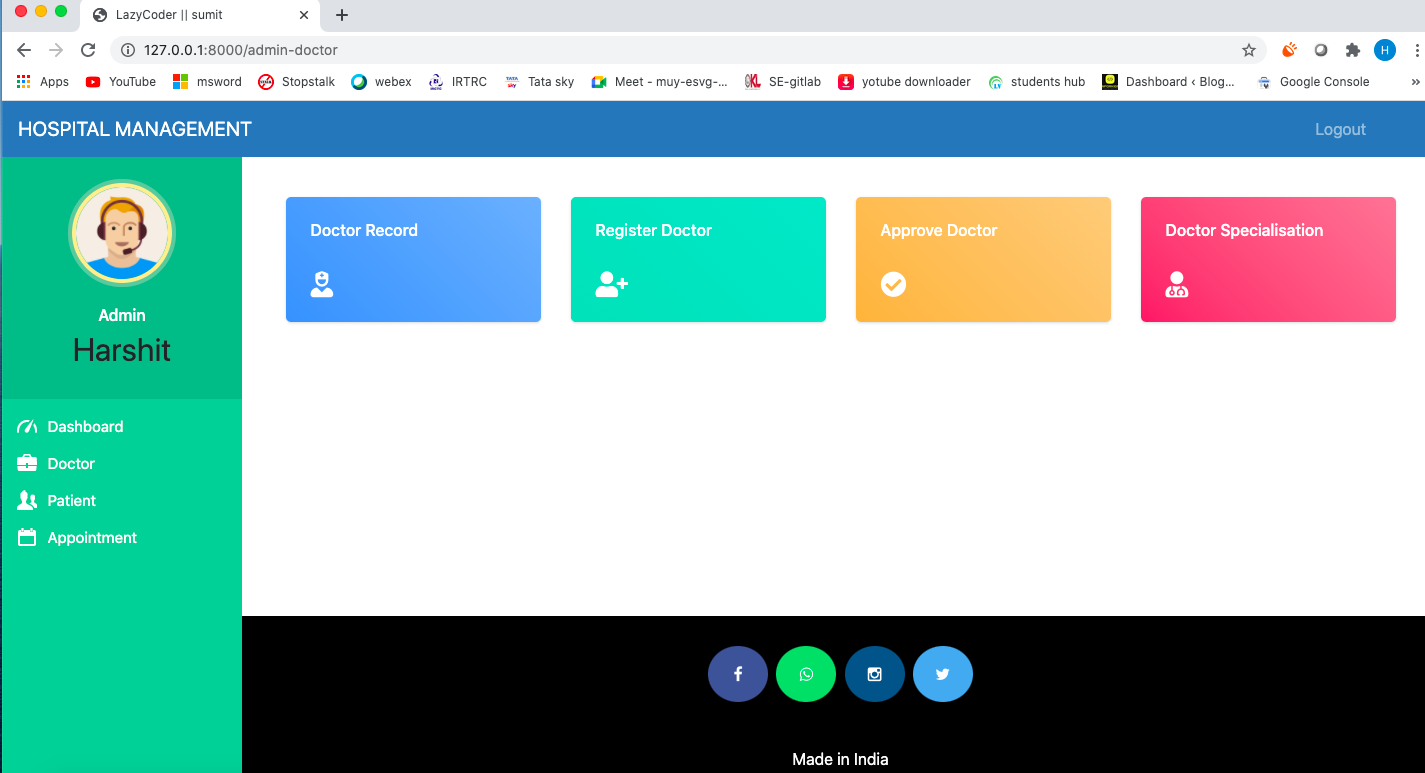 LazyCoder || sumit
127.0.0.1:8000/admin-doctor
H
Apps YouTube msword Stopstalk webex IRTRC Tata sky Meet - muy-esvg-... SE-gitlab yotube downloader students hub Dashboard ‹ Blog... Google Console »
HOSPITAL MANAGEMENT Logout
Doctor Record Register Doctor Approve Doctor Doctor Specialisation
Admin
Harshit
Dashboard
Doctor
Patient
Appointment
Made in India